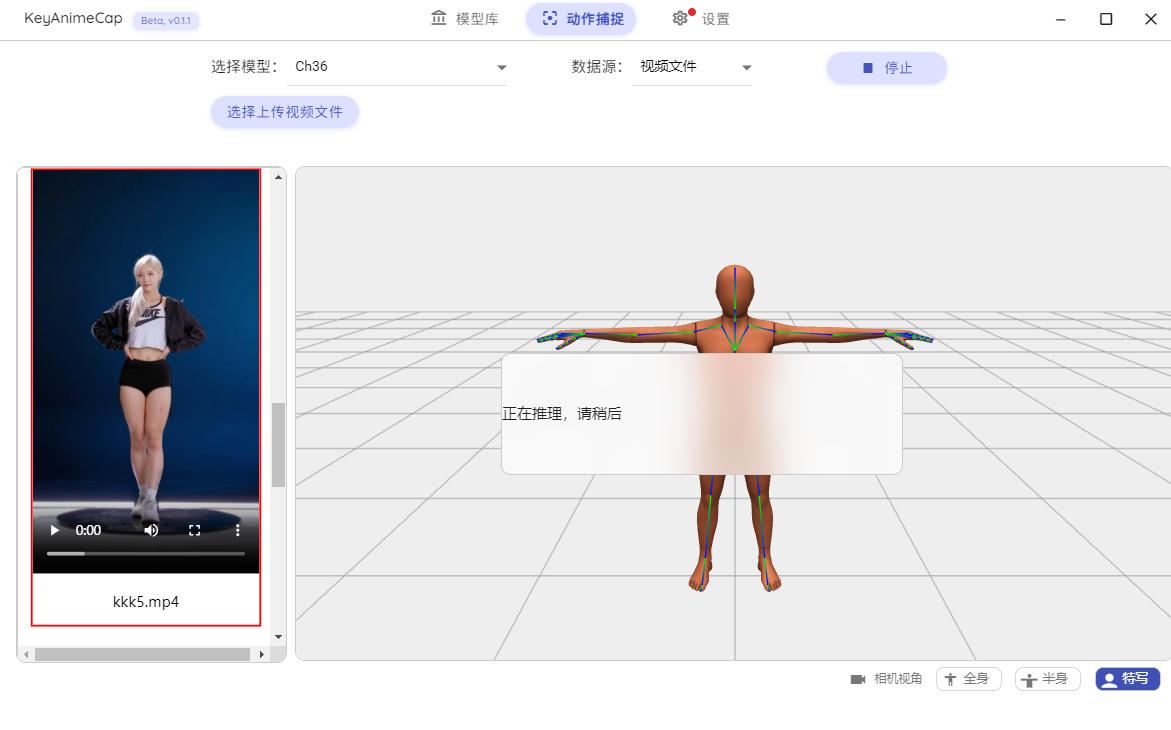 KeyAnimeCap Beta, v0.1.1 模型库 动作捕捉 设置
选择模型： Ch36 数据源： 视频文件 停止
选择上传视频文件
NIKE
正在推理，请稍后
0:00
kkk5.mp4
相机视角 全身 半身 特写